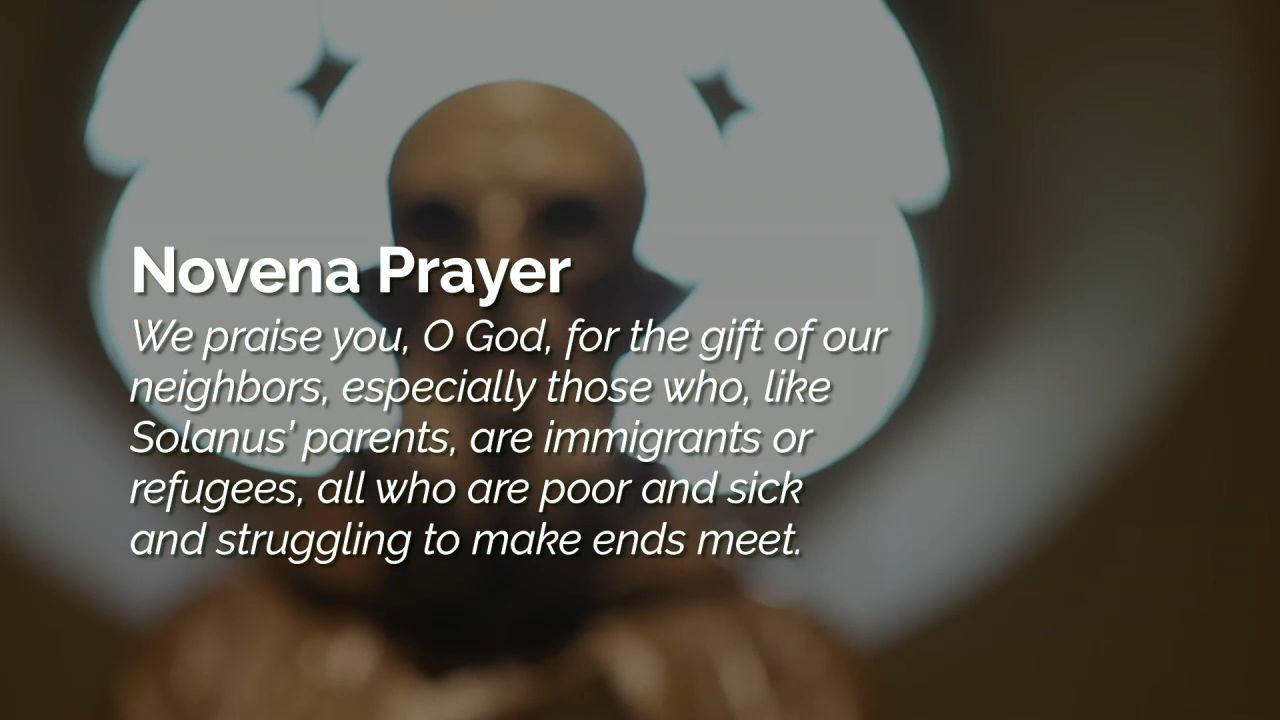 Novena Prayer
We praise you, O God, for the gift of our
neighbors, especially those who, like
Solanus’ parents, are immigrants or
refugees, all who are poor and sick
and struggling to make ends meet.